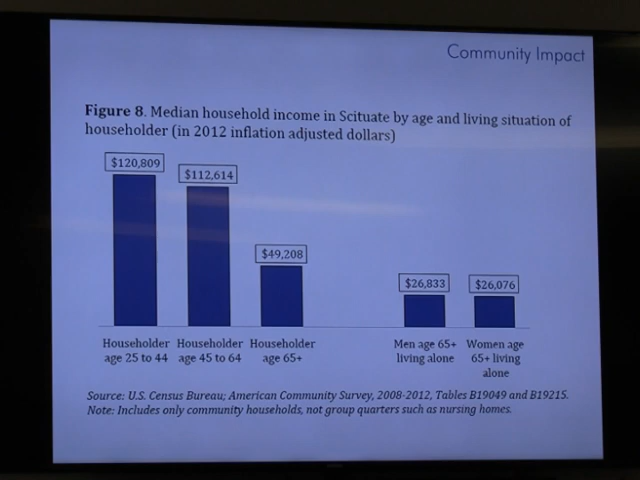 Community Impact
Figure 8. Median household income in Scituate by age and living situation of
householder (in 2012 inflation adjusted dollars)
$120,809
$112,614
$49,208
$26,833
$26,076
Householder
age 25 to 44
Householder
age 45 to 64
Householder
age 65+
Men age 65+
living alone
Women age
65+ living
alone
Source: U.S. Census Bureau; American Community Survey, 2008-2012, Tables B19049 and B19215.
Note: Includes only community households, not group quarters such as nursing homes.